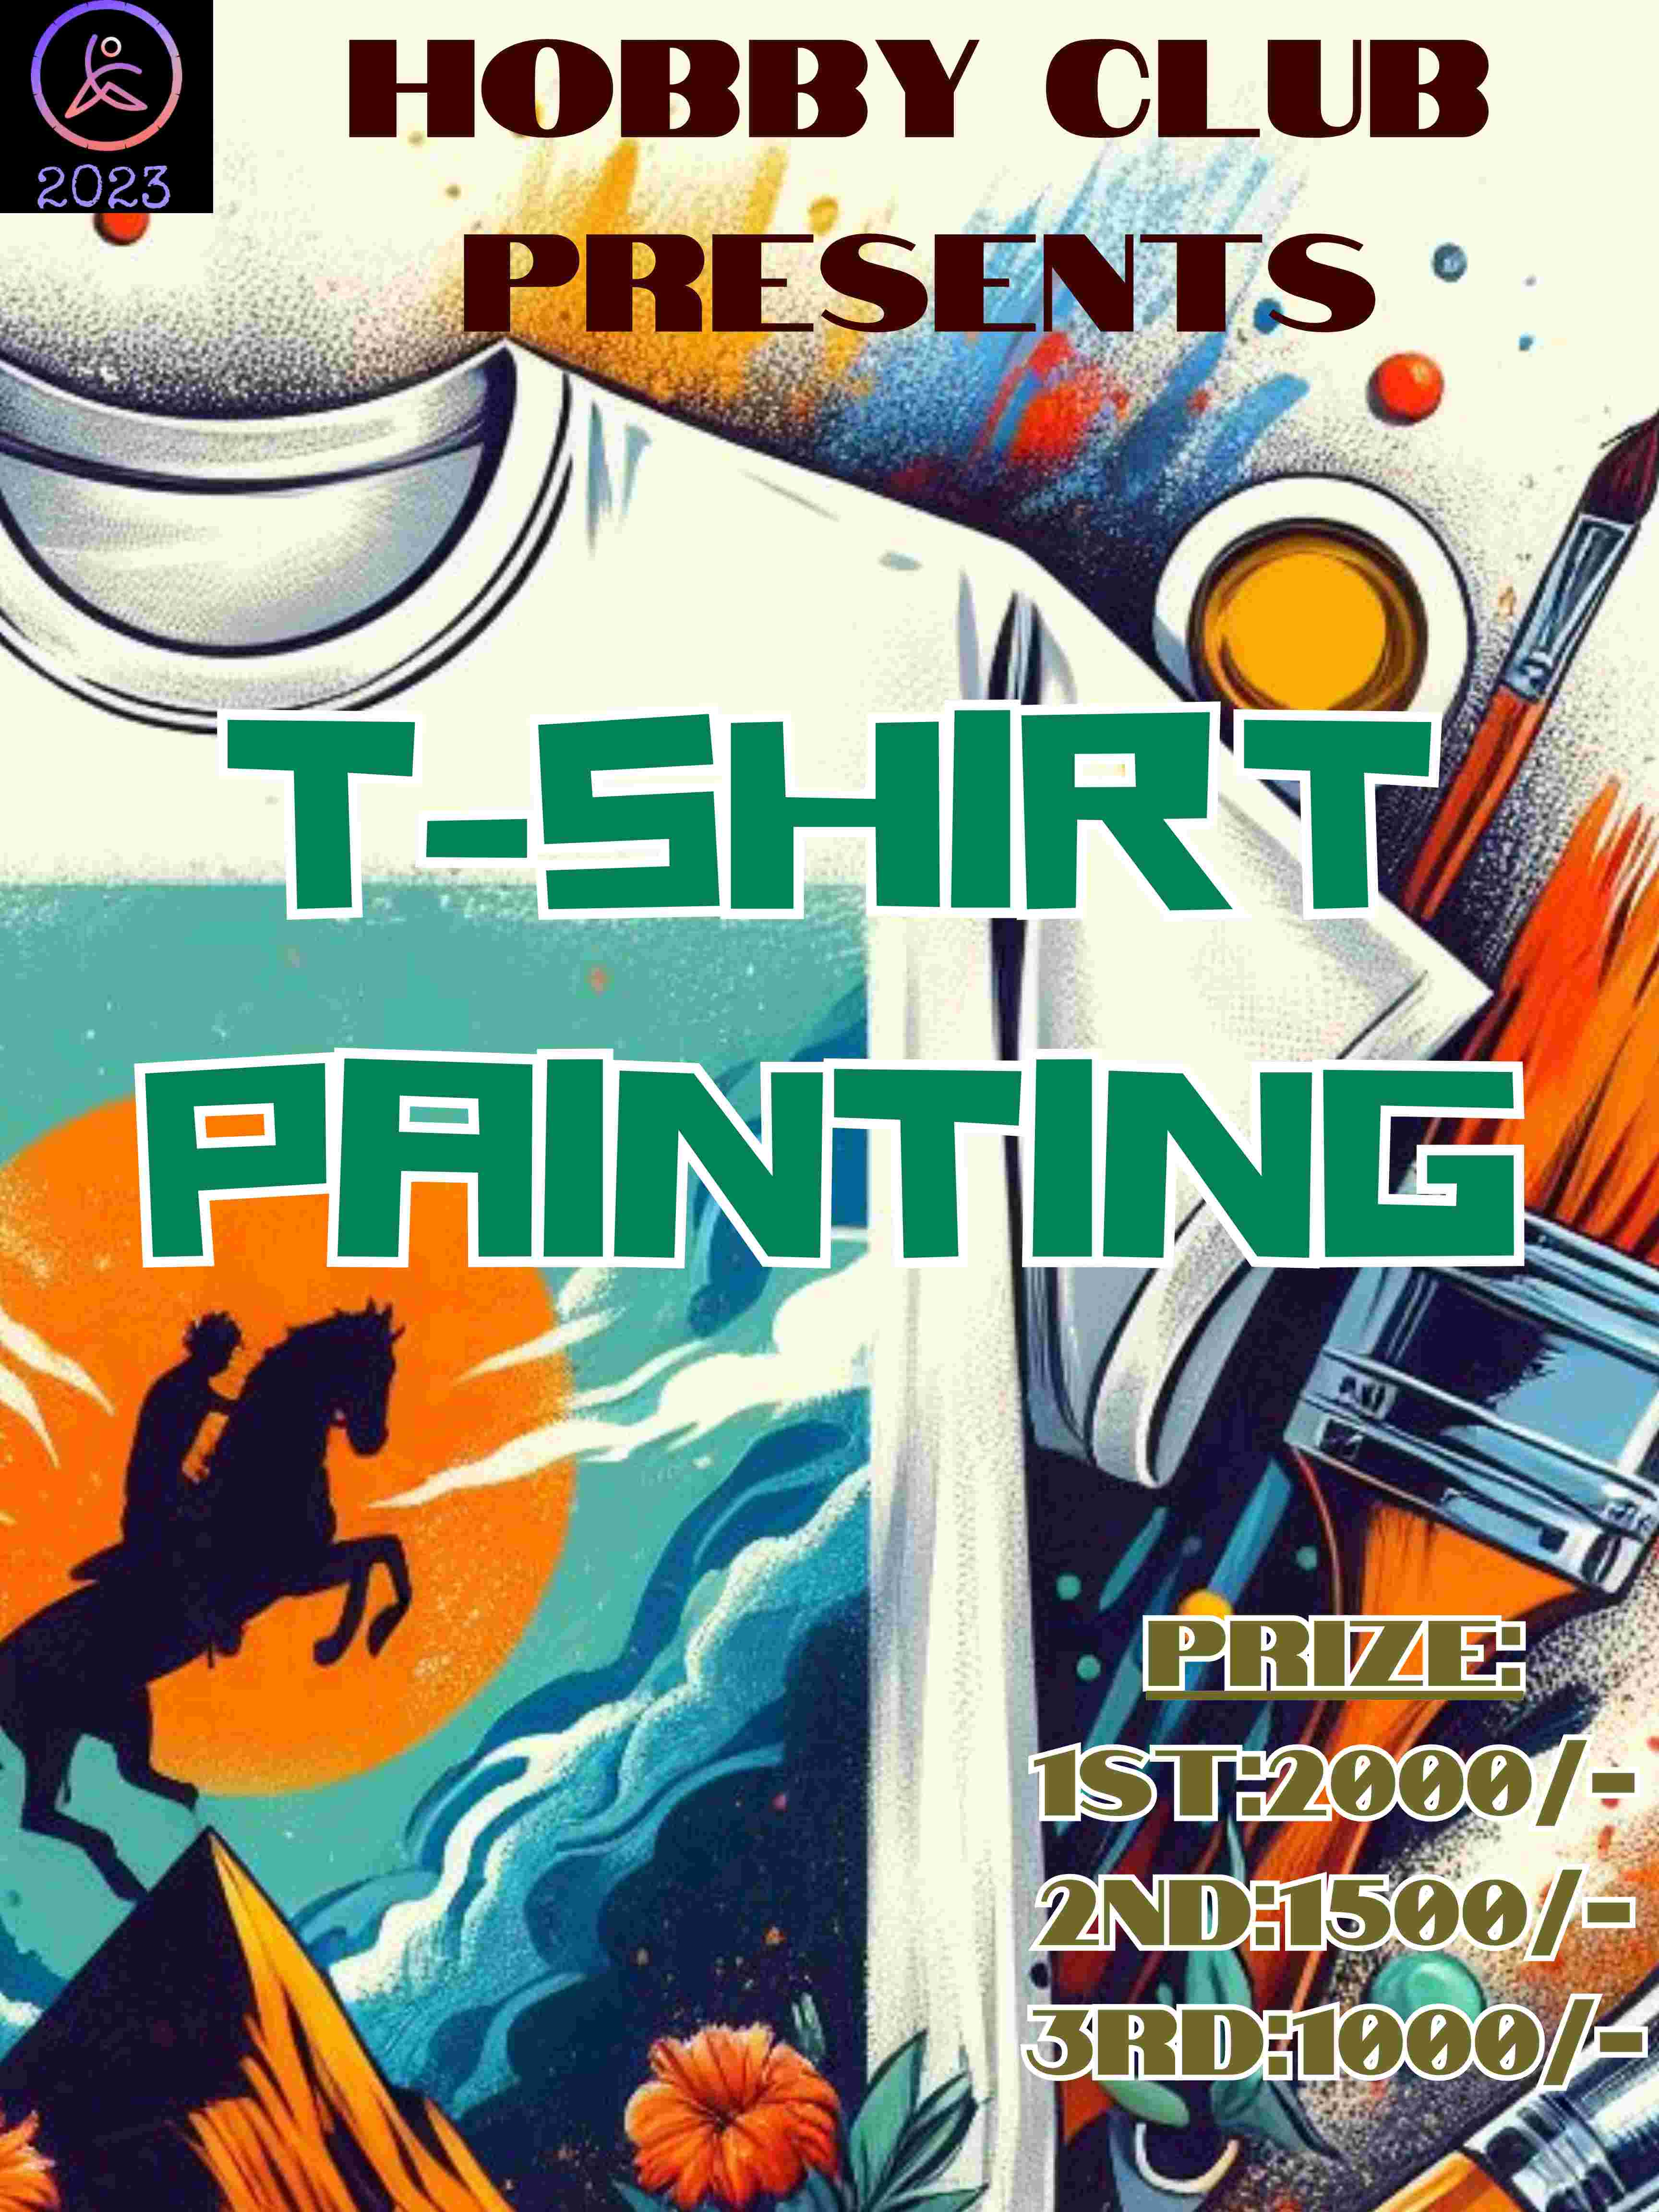 2023
HOBBY CLUB
PRESENTS
T-SHIRT
PAINTING
PRIZE:
1ST:2000/-
2ND:1500/-
3RD:1000/-